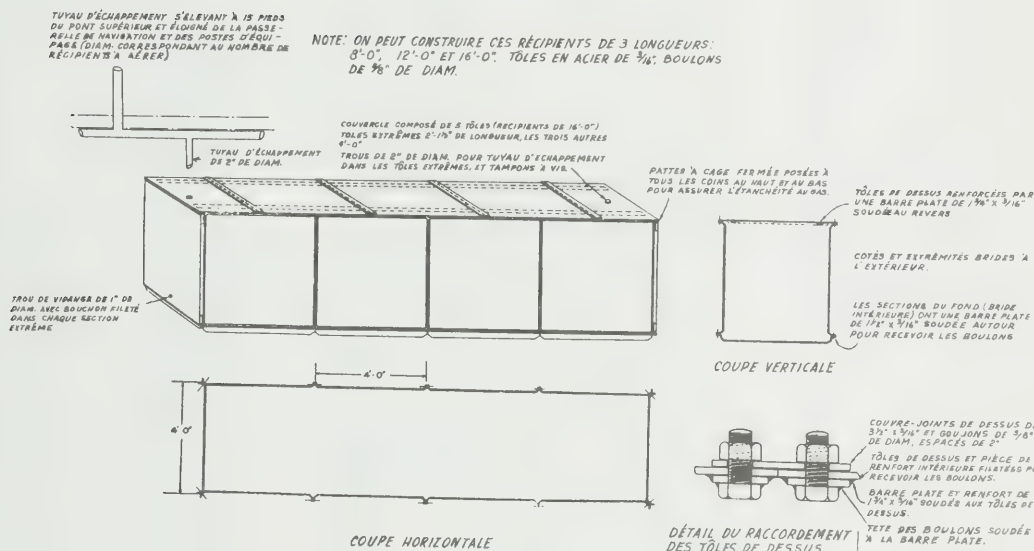 TUYAU D'ÉCHAPPEMENT S'ÉLEVANT À 15 PIEDS
DU PONT SUPÉRIEUR ET ÉLOIGNÉ DE LA PASSE-
RELLE DE NAVIGATION ET DES POSTES D'ÉQUI-
PAGE (DIAM. CORRESPONDANT AU NOMBRE DE
RÉCIPIENTS À AÉRER)
NOTE: ON PEUT CONSTRUIRE CES RÉCIPIENTS DE 3 LONGUEURS:
8'-0", 12'-0" ET 16'-0". TÔLES EN ACIER DE 3/16", BOULONS
DE 5/8" DE DIAM.
TUYAU D'ÉCHAPPEMENT
DE 2" DE DIAM.
COUVERCLE COMPOSÉ DE 5 TÔLES (RÉCIPIENTS DE 16'-0")
TÔLES EXTRÊMES 2'-1½" DE LONGUEUR, LES TROIS AUTRES
4'-0"
TROUS DE 2" DE DIAM. POUR TUYAU D'ECHAPPEMENT
DANS LES TÔLES EXTRÊMES, ET TAMPONS À VIS.
PATTES À CAGE FERMÉE POSÉES À
TOUS LES COINS AU HAUT ET AU BAS
POUR ASSURER L'ÉTANCHÉITÉ AU GAS.
TÔLES DE DESSUS RENFORCÉES PAR
UNE BARRE PLATE DE 1¾" X 3/16"
SOUDÉE AU REVERS
COTÉS ET EXTRÉMITÉS BRIDES À
L'EXTÉRIEUR.
LES SECTIONS DU FOND (BRIDE
INTÉRIEURE) ONT UNE BARRE PLATE
DE 1½" X 3/16" SOUDÉE AUTOUR
POUR RECEVOIR LES BOULONS
TROU DE VIDANGE DE 1" DE
DIAM. AVEC BOUCHON FILETÉ
DANS CHAQUE SECTION
EXTRÊME
COUPE VERTICALE
4'-0"
4'-0"
COUPE HORIZONTALE
COUVRE-JOINTS DE DESSUS DE
3½" X 3/16" ET GOUJONS DE 5/8"
DE DIAM, ESPACÉS DE 2"
TÔLES DE DESSUS ET PIÈCE DE
RENFORT INTÉRIEURE FILETÉES PO
RECEVOIR LES BOULONS.
BARRE PLATE ET RENFORT DE
1¾" X 3/16" SOUDÉS AUX TÔLES DE
DESSUS.
TETE DES BOULONS SOUDÉE
À LA BARRE PLATE.
DÉTAIL DU RACCORDEMENT
DES TÔLES DE DESSUS